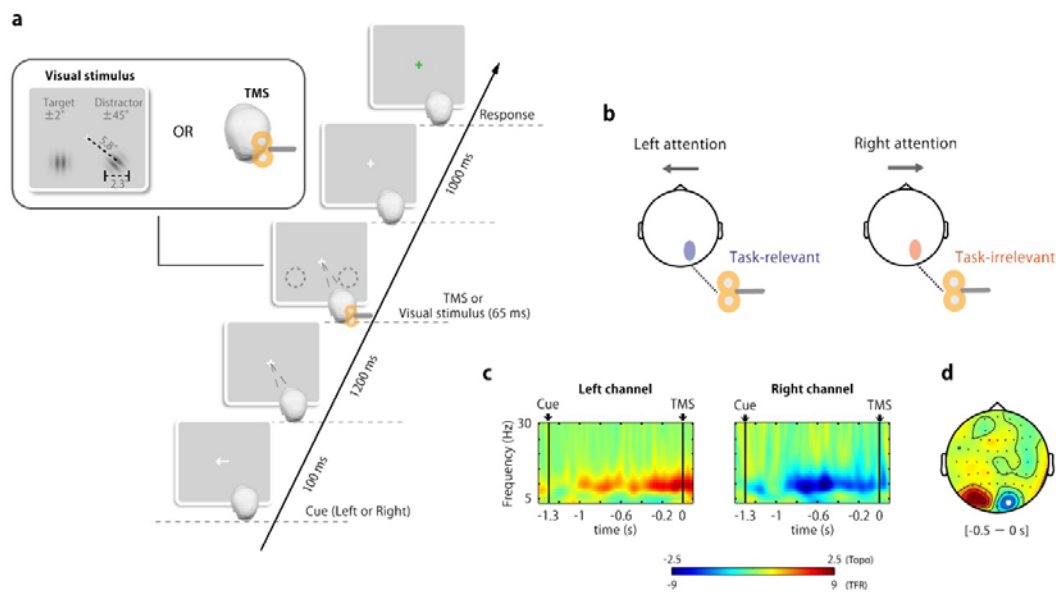 a
Visual stimulus
Target
±2°
Distractor
±45°
5.8°
2.3°
OR
TMS
Response
1000 ms
TMS or
Visual stimulus (65 ms)
1200 ms
100 ms
Cue (Left or Right)
b
Left attention
Right attention
Task-relevant
Task-irrelevant
c
Left channel
Right channel
Cue
TMS
Cue
TMS
Frequency (Hz)
30
5
-1.3 -1 -0.6 -0.2 0
time (s)
-1.3 -1 -0.6 -0.2 0
time (s)
d
[-0.5 — 0 s]
-2.5 2.5 (Topo)
-9 9 (TFR)